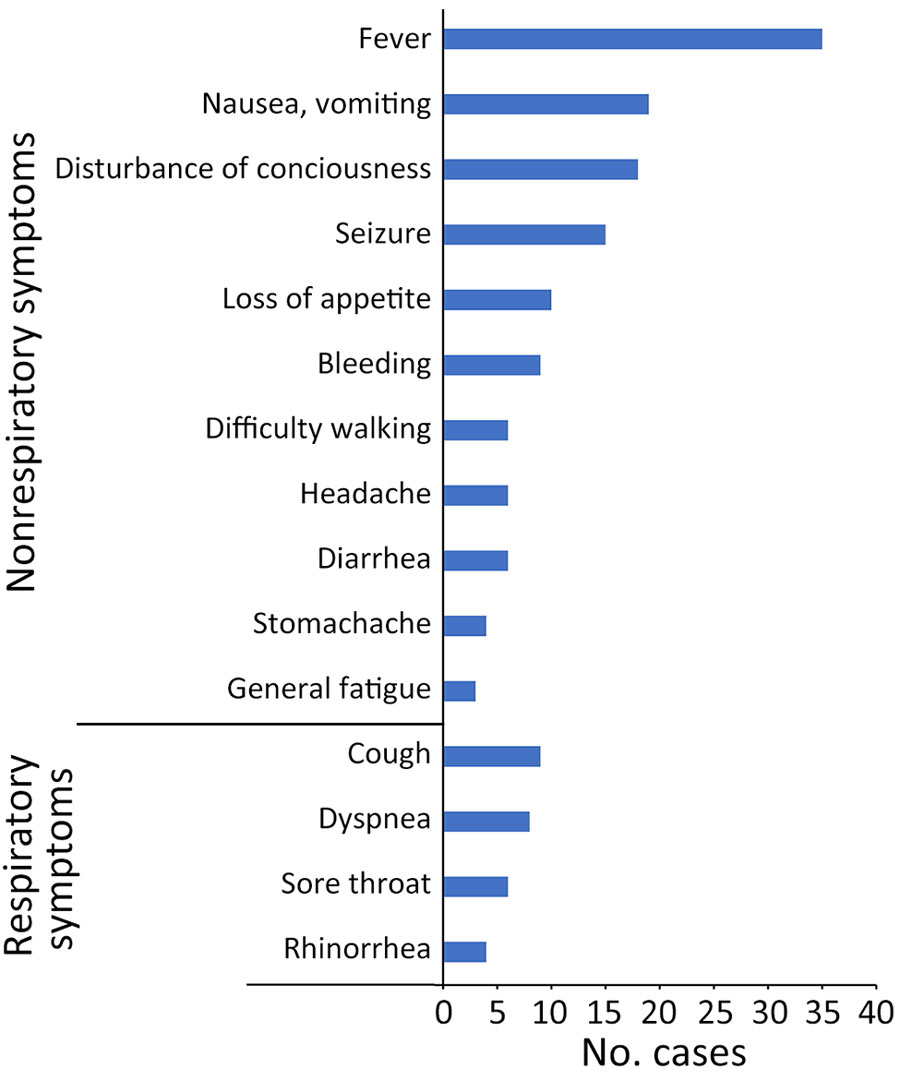 Nonrespiratory symptoms
Fever
Nausea, vomiting
Disturbance of conciousness
Seizure
Loss of appetite
Bleeding
Difficulty walking
Headache
Diarrhea
Stomachache
General fatigue
Respiratory
symptoms
Cough
Dyspnea
Sore throat
Rhinorrhea
0 5 10 15 20 25 30 35 40
No. cases